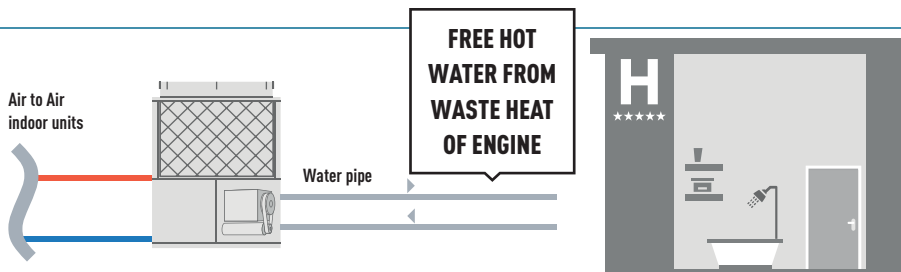 FREE HOT
WATER FROM
WASTE HEAT
OF ENGINE
Air to Air
indoor units
Water pipe
H
★★★★★